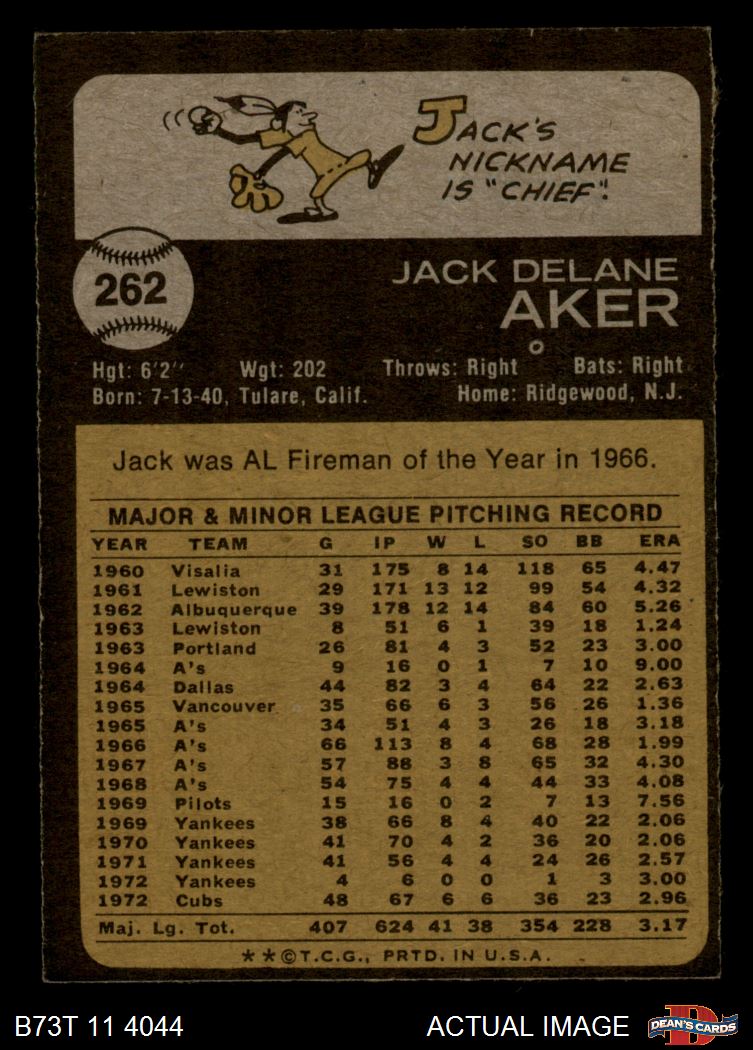 JACK'S
NICKNAME
IS "CHIEF"!
262
JACK DELANE
AKER
Hgt: 6'2" Wgt: 202 Throws: Right Bats: Right
Born: 7-13-40, Tulare, Calif. Home: Ridgewood, N.J.
Jack was AL Fireman of the Year in 1966.
MAJOR & MINOR LEAGUE PITCHING RECORD
YEAR TEAM G IP W L SO BB ERA
1960 Visalia 31 175 8 14 118 65 4.47
1961 Lewiston 29 171 13 12 99 54 4.32
1962 Albuquerque 39 178 12 14 84 60 5.26
1963 Lewiston 8 51 6 1 39 18 1.24
1963 Portland 26 81 4 3 52 23 3.00
1964 A's 9 16 0 1 7 10 9.00
1964 Dallas 44 82 3 4 64 22 2.63
1965 Vancouver 35 66 6 3 56 26 1.36
1965 A's 34 51 4 3 26 18 3.18
1966 A's 66 113 8 4 68 28 1.99
1967 A's 57 88 3 8 65 32 4.30
1968 A's 54 75 4 4 44 33 4.08
1969 Pilots 15 16 0 2 7 13 7.56
1969 Yankees 38 66 8 4 40 22 2.06
1970 Yankees 41 70 4 2 36 20 2.06
1971 Yankees 41 56 4 4 24 26 2.57
1972 Yankees 4 6 0 0 1 3 3.00
1972 Cubs 48 67 6 6 36 23 2.96
Maj. Lg. Tot. 407 624 41 38 354 228 3.17
**©T.C.G., PRTD. IN U.S.A.
B73T 11 4044 ACTUAL IMAGE DEAN'S CARDS